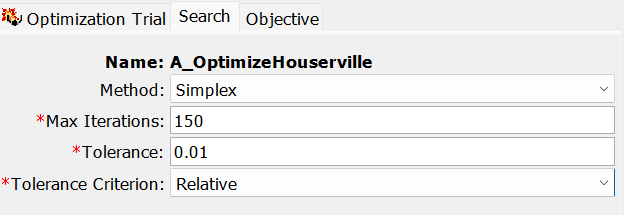 Optimization Trial Search Objective
Name: A_OptimizeHouserville
Method: Simplex
*Max Iterations: 150
*Tolerance: 0.01
*Tolerance Criterion: Relative